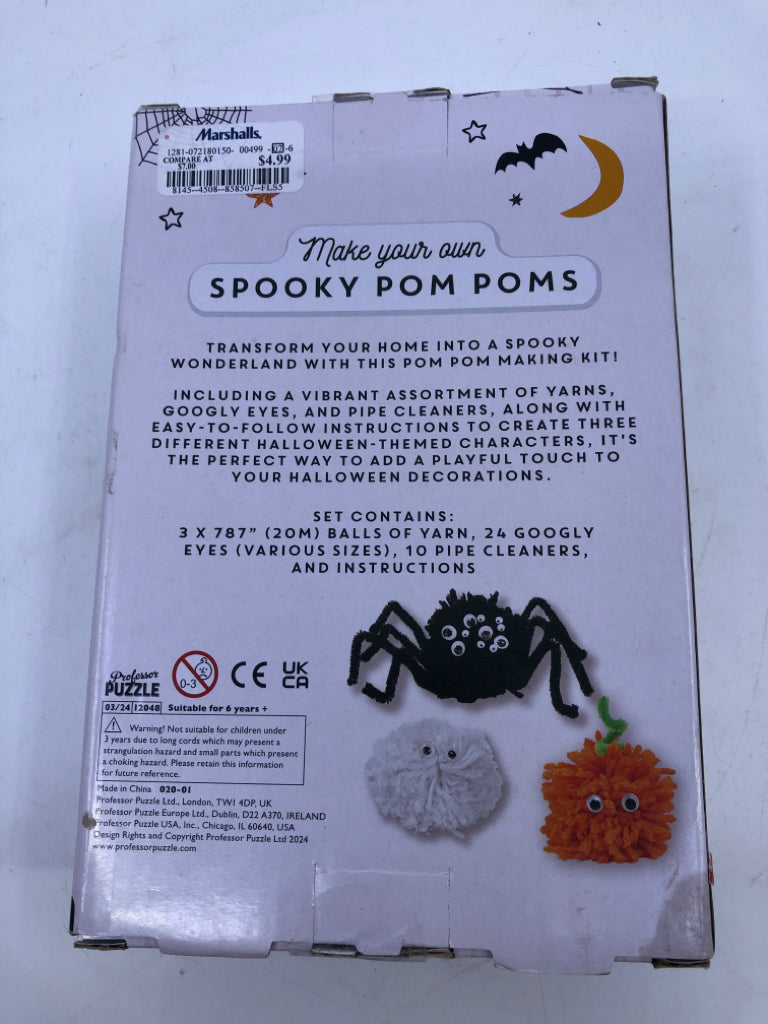 Marshalls.
1281-072180150- 00499 -36-6
COMPARE AT
$7.00
$4.99
8145--4508--858507--FLS5
Make your own
SPOOKY POM POMS
TRANSFORM YOUR HOME INTO A SPOOKY
WONDERLAND WITH THIS POM POM MAKING KIT!
INCLUDING A VIBRANT ASSORTMENT OF YARNS,
GOOGLY EYES, AND PIPE CLEANERS, ALONG WITH
EASY-TO-FOLLOW INSTRUCTIONS TO CREATE THREE
DIFFERENT HALLOWEEN-THEMED CHARACTERS, IT'S
THE PERFECT WAY TO ADD A PLAYFUL TOUCH TO
YOUR HALLOWEEN DECORATIONS.
SET CONTAINS:
3 X 787" (20M) BALLS OF YARN, 24 GOOGLY
EYES (VARIOUS SIZES), 10 PIPE CLEANERS,
AND INSTRUCTIONS
Professor
PUZZLE
0-3
CE
UK
CA
03/24 12048 Suitable for 6 years +
Warning! Not suitable for children under
3 years due to long cords which may present a
strangulation hazard and small parts which present
a choking hazard. Please retain this information
for future reference.
Made in China 020-01
Professor Puzzle Ltd., London, TW1 4DP, UK
Professor Puzzle Europe Ltd., Dublin, D22 A370, IRELAND
Professor Puzzle USA, Inc., Chicago, IL 60640, USA
Design Rights and Copyright Professor Puzzle Ltd 2024
www.professorpuzzle.com